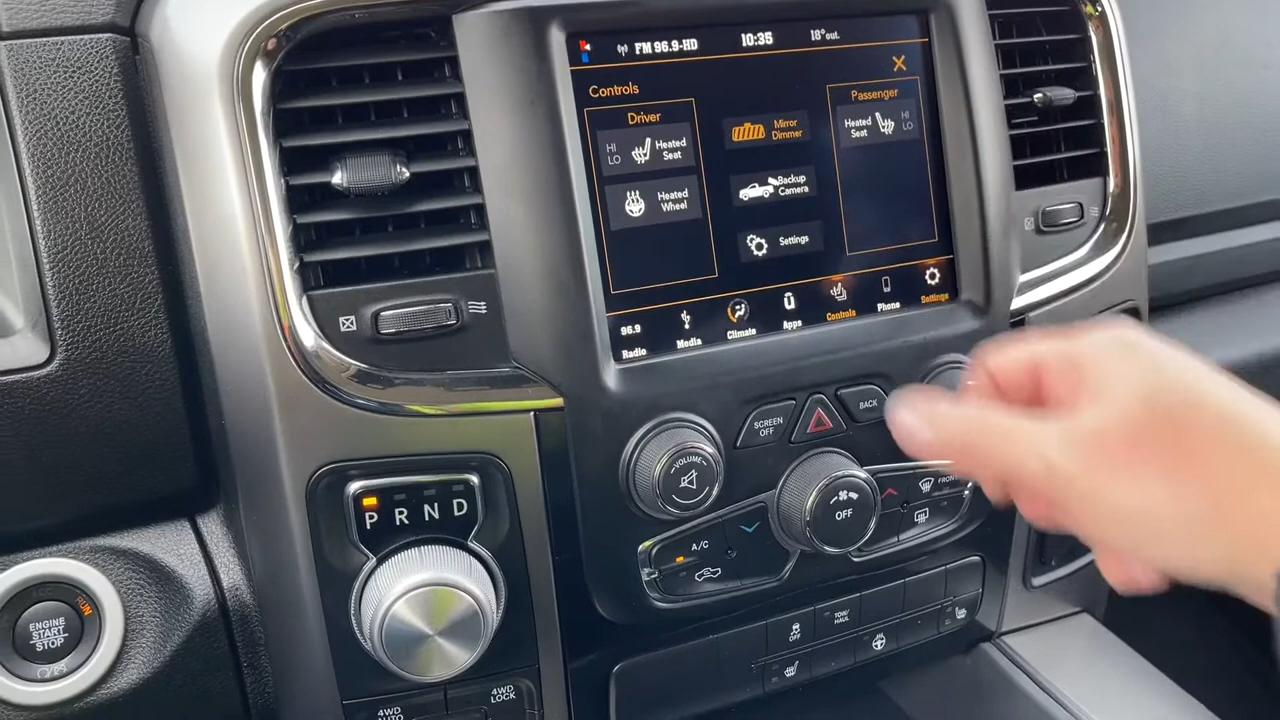 FM 96.9-HD
10:35
18°out.
Controls
Driver
HI
LO
Heated
Seat
Heated
Wheel
Mirror
Dimmer
Backup
Camera
Settings
Passenger
Heated
Seat
HI
LO
96.9
Radio
Media
Climate
Apps
Controls
Phone
Settings
SCREEN
OFF
BACK
VOLUME
OFF
A/C
FRONT
P R N D
ENGINE
START
STOP
RUN
OFF
TOW/
HAUL
4WD
AUTO
4WD
LOCK